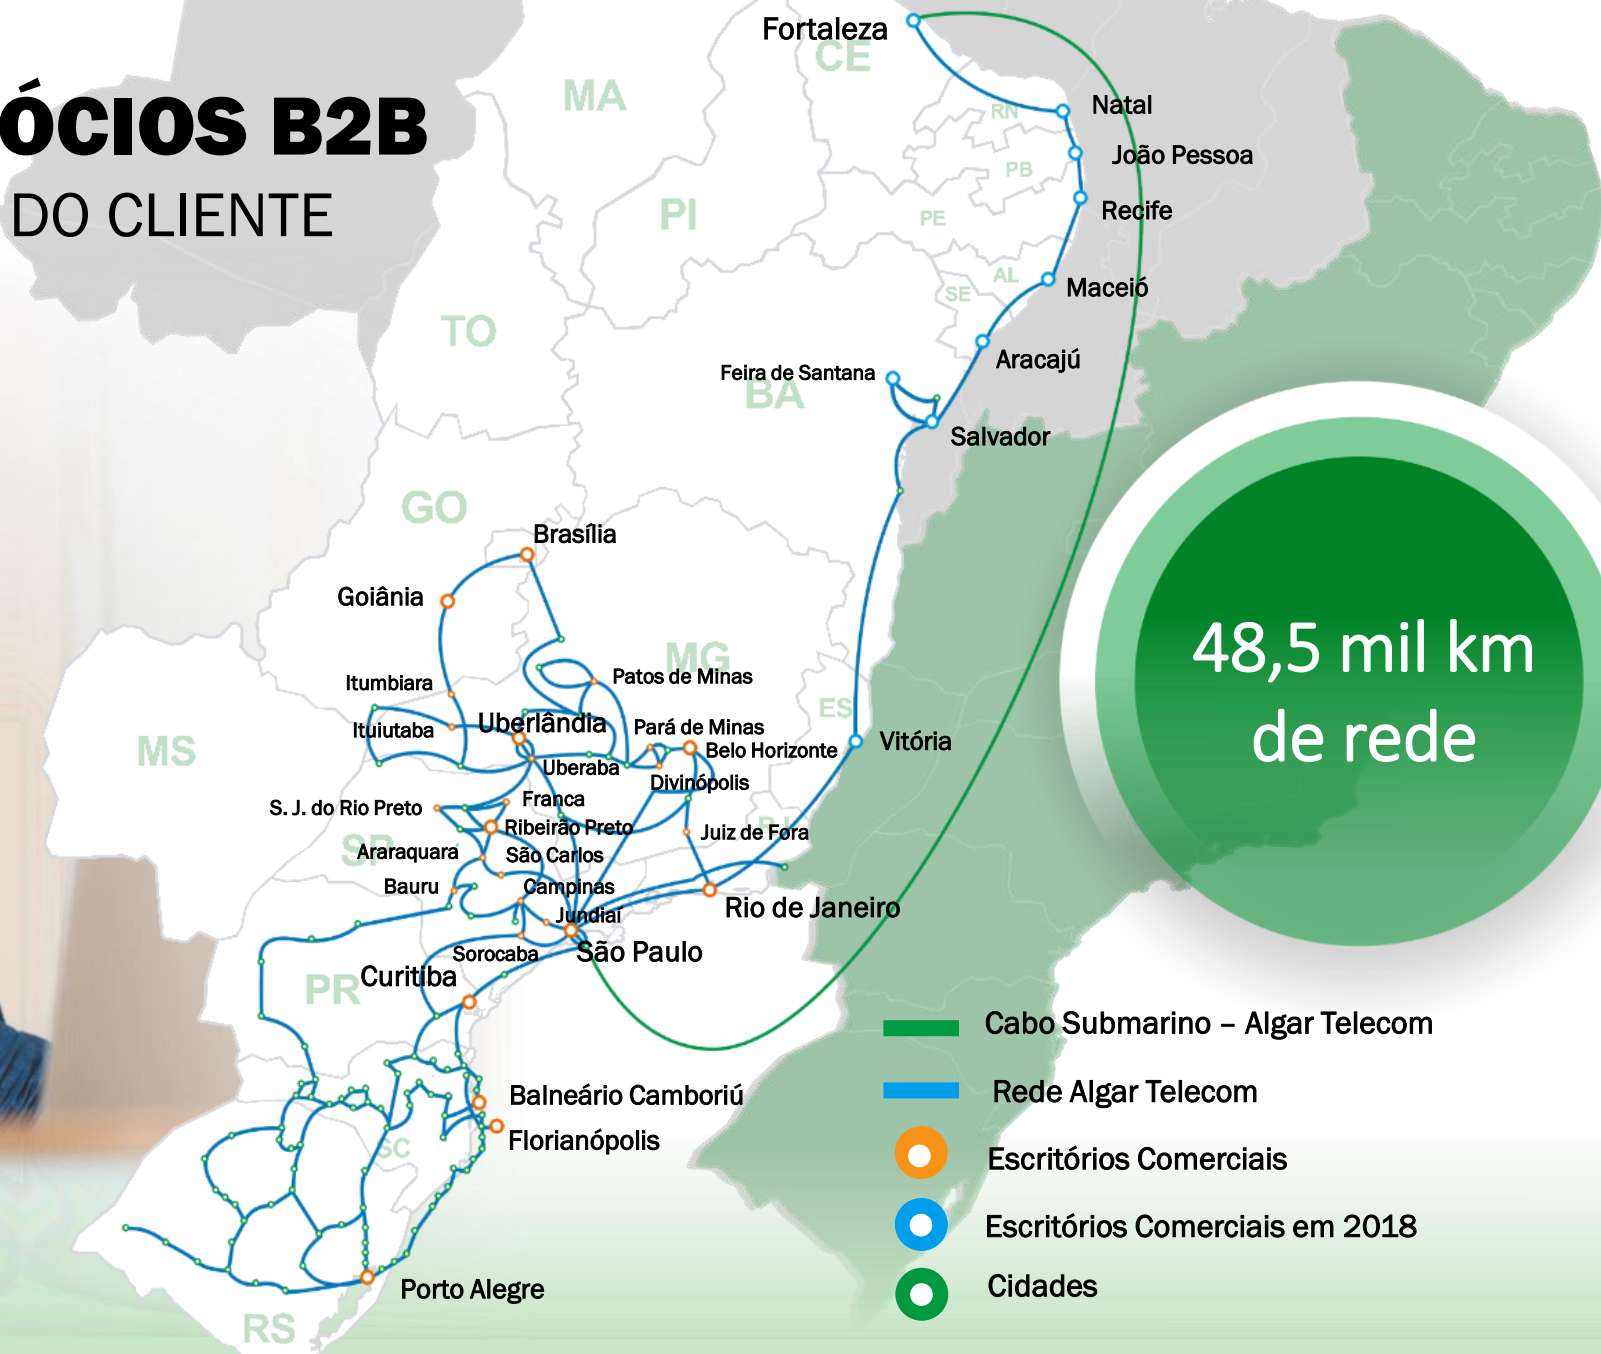 ÓCIOS B2B
DO CLIENTE
Fortaleza
CE
MA
RN
Natal
João Pessoa
PB
PI
PE
Recife
AL
SE
Maceió
TO
Aracajú
Feira de Santana
BA
Salvador
GO
Brasília
Goiânia
MG
Patos de Minas
Itumbiara
ES
Ituiutaba
Uberlândia
Pará de Minas
Belo Horizonte
Vitória
MS
Uberaba
Divinópolis
Franca
S. J. do Rio Preto
Ribeirão Preto
RJ
Juiz de Fora
SP
Araraquara
São Carlos
Bauru
Campinas
Jundiaí
Rio de Janeiro
Sorocaba
São Paulo
Curitiba
PR
Balneário Camboriú
Florianópolis
SC
Porto Alegre
RS
48,5 mil km
de rede
Cabo Submarino – Algar Telecom
Rede Algar Telecom
Escritórios Comerciais
Escritórios Comerciais em 2018
Cidades